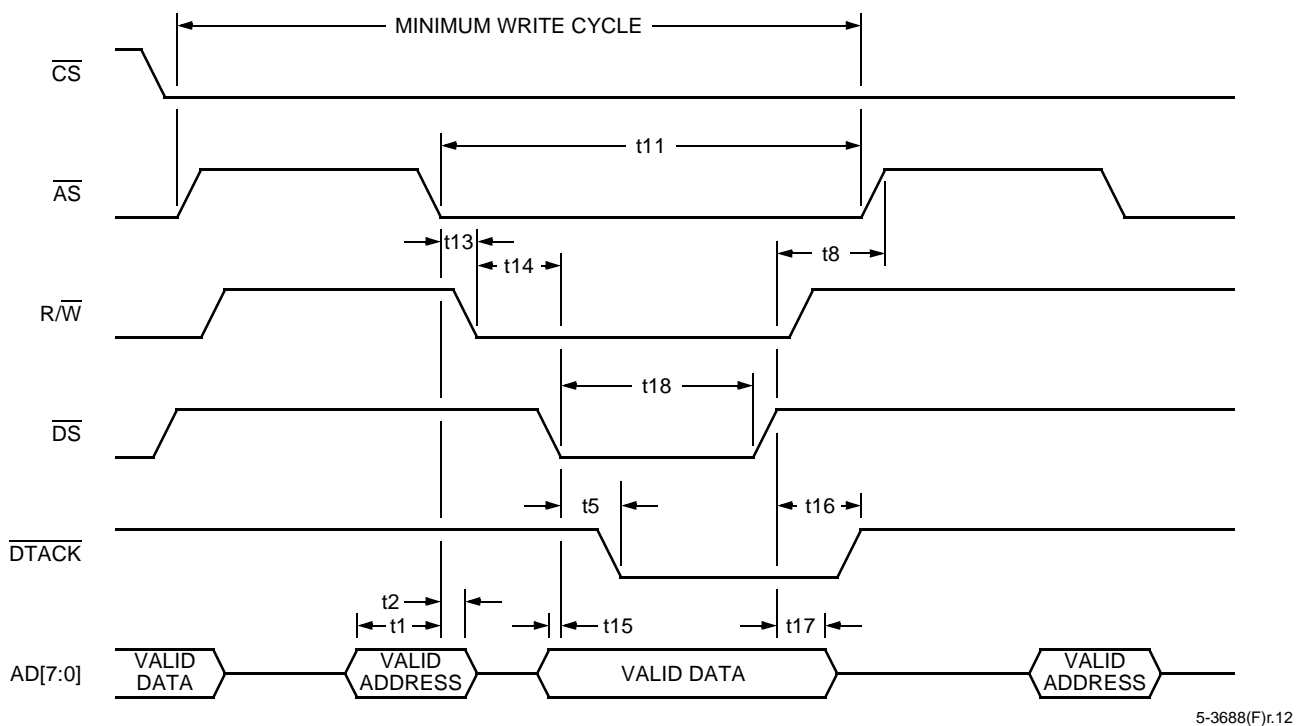 MINIMUM WRITE CYCLE
CS
t11
AS
t13
t8
t14
R/W
t18
DS
t5
t16
DTACK
t2
t1
t15
t17
AD[7:0]
VALID
DATA
VALID
ADDRESS
VALID DATA
VALID
ADDRESS
5-3688(F)r.12